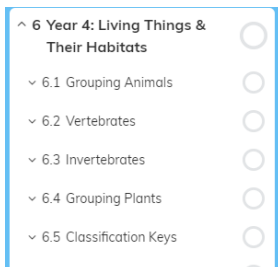 6 Year 4: Living Things &
Their Habitats
6.1 Grouping Animals
6.2 Vertebrates
6.3 Invertebrates
6.4 Grouping Plants
6.5 Classification Keys